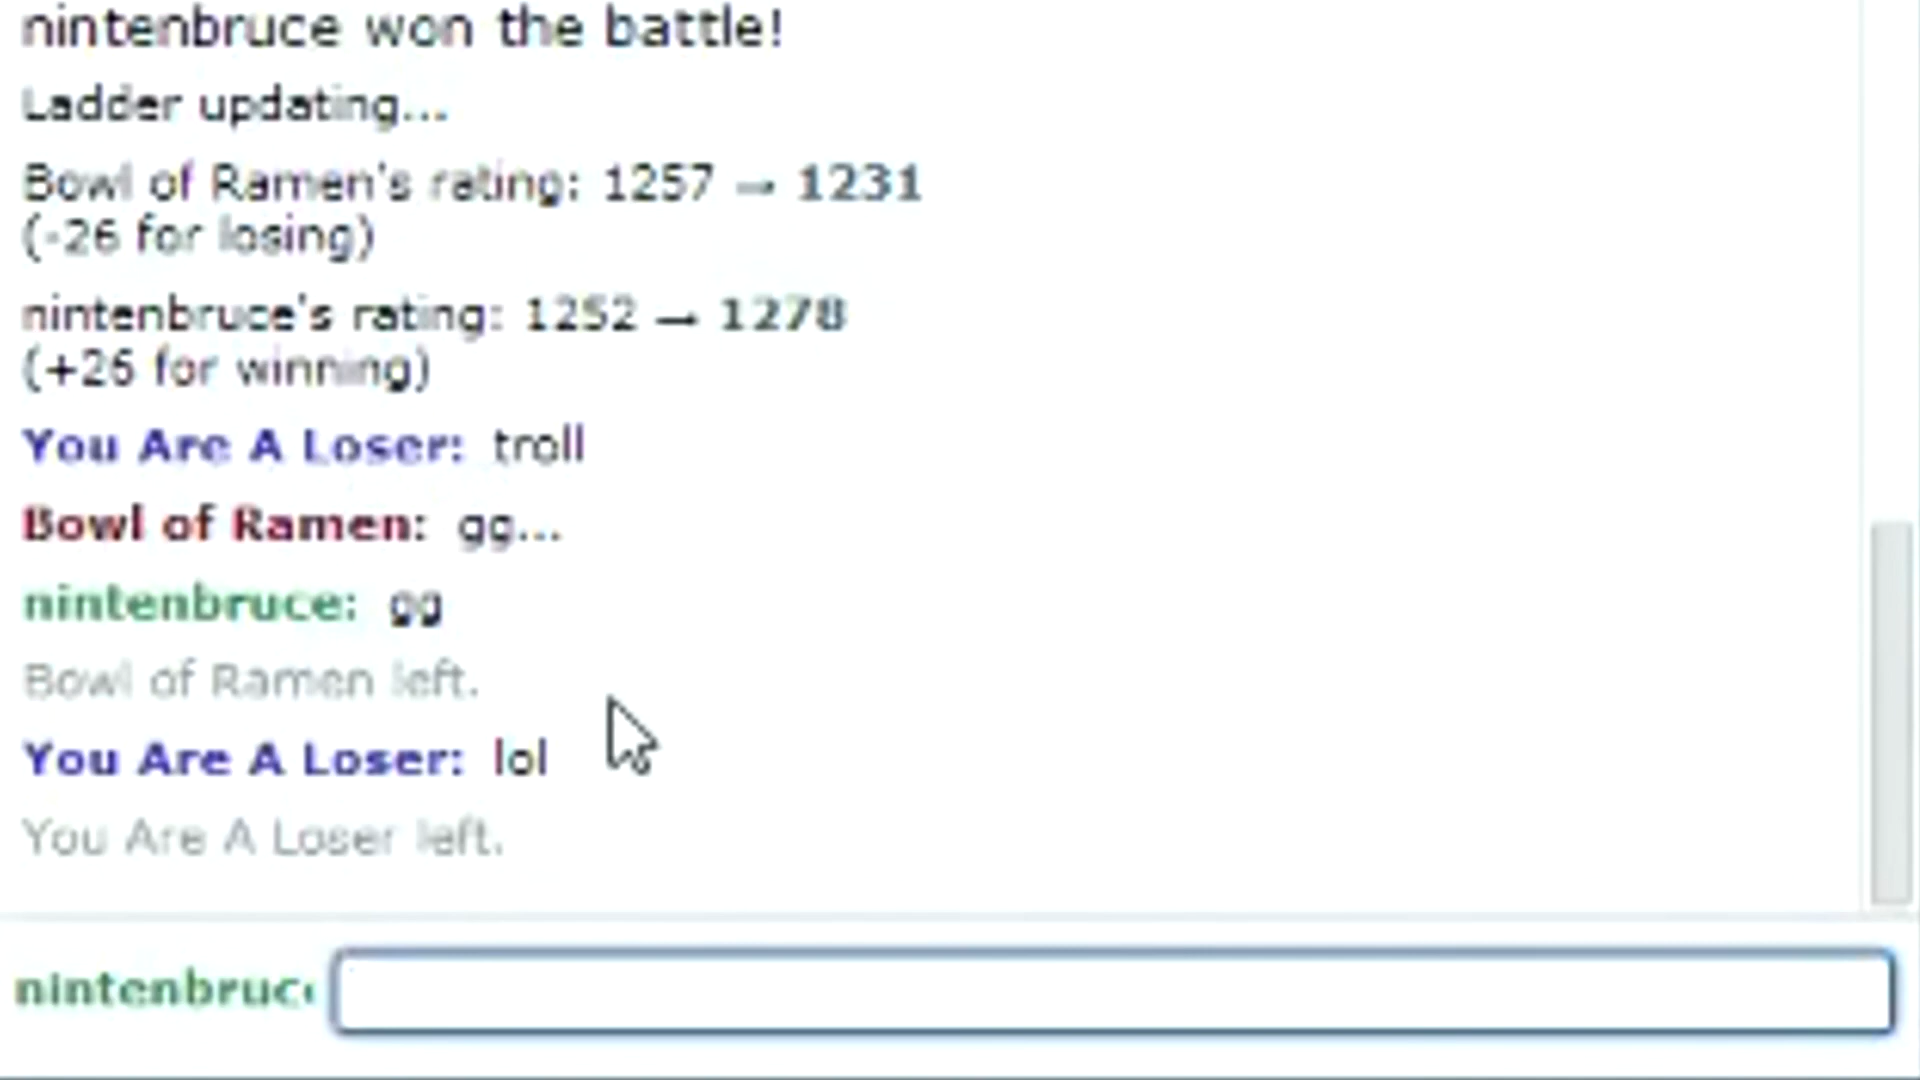 nintenbruce won the battle!
Ladder updating...
Bowl of Ramen's rating: 1257 → 1231
(-26 for losing)
nintenbruce's rating: 1252 → 1278
(+26 for winning)
You Are A Loser: troll
Bowl of Ramen: gg...
nintenbruce: gg
Bowl of Ramen left.
You Are A Loser: lol
You Are A Loser left.
nintenbruc